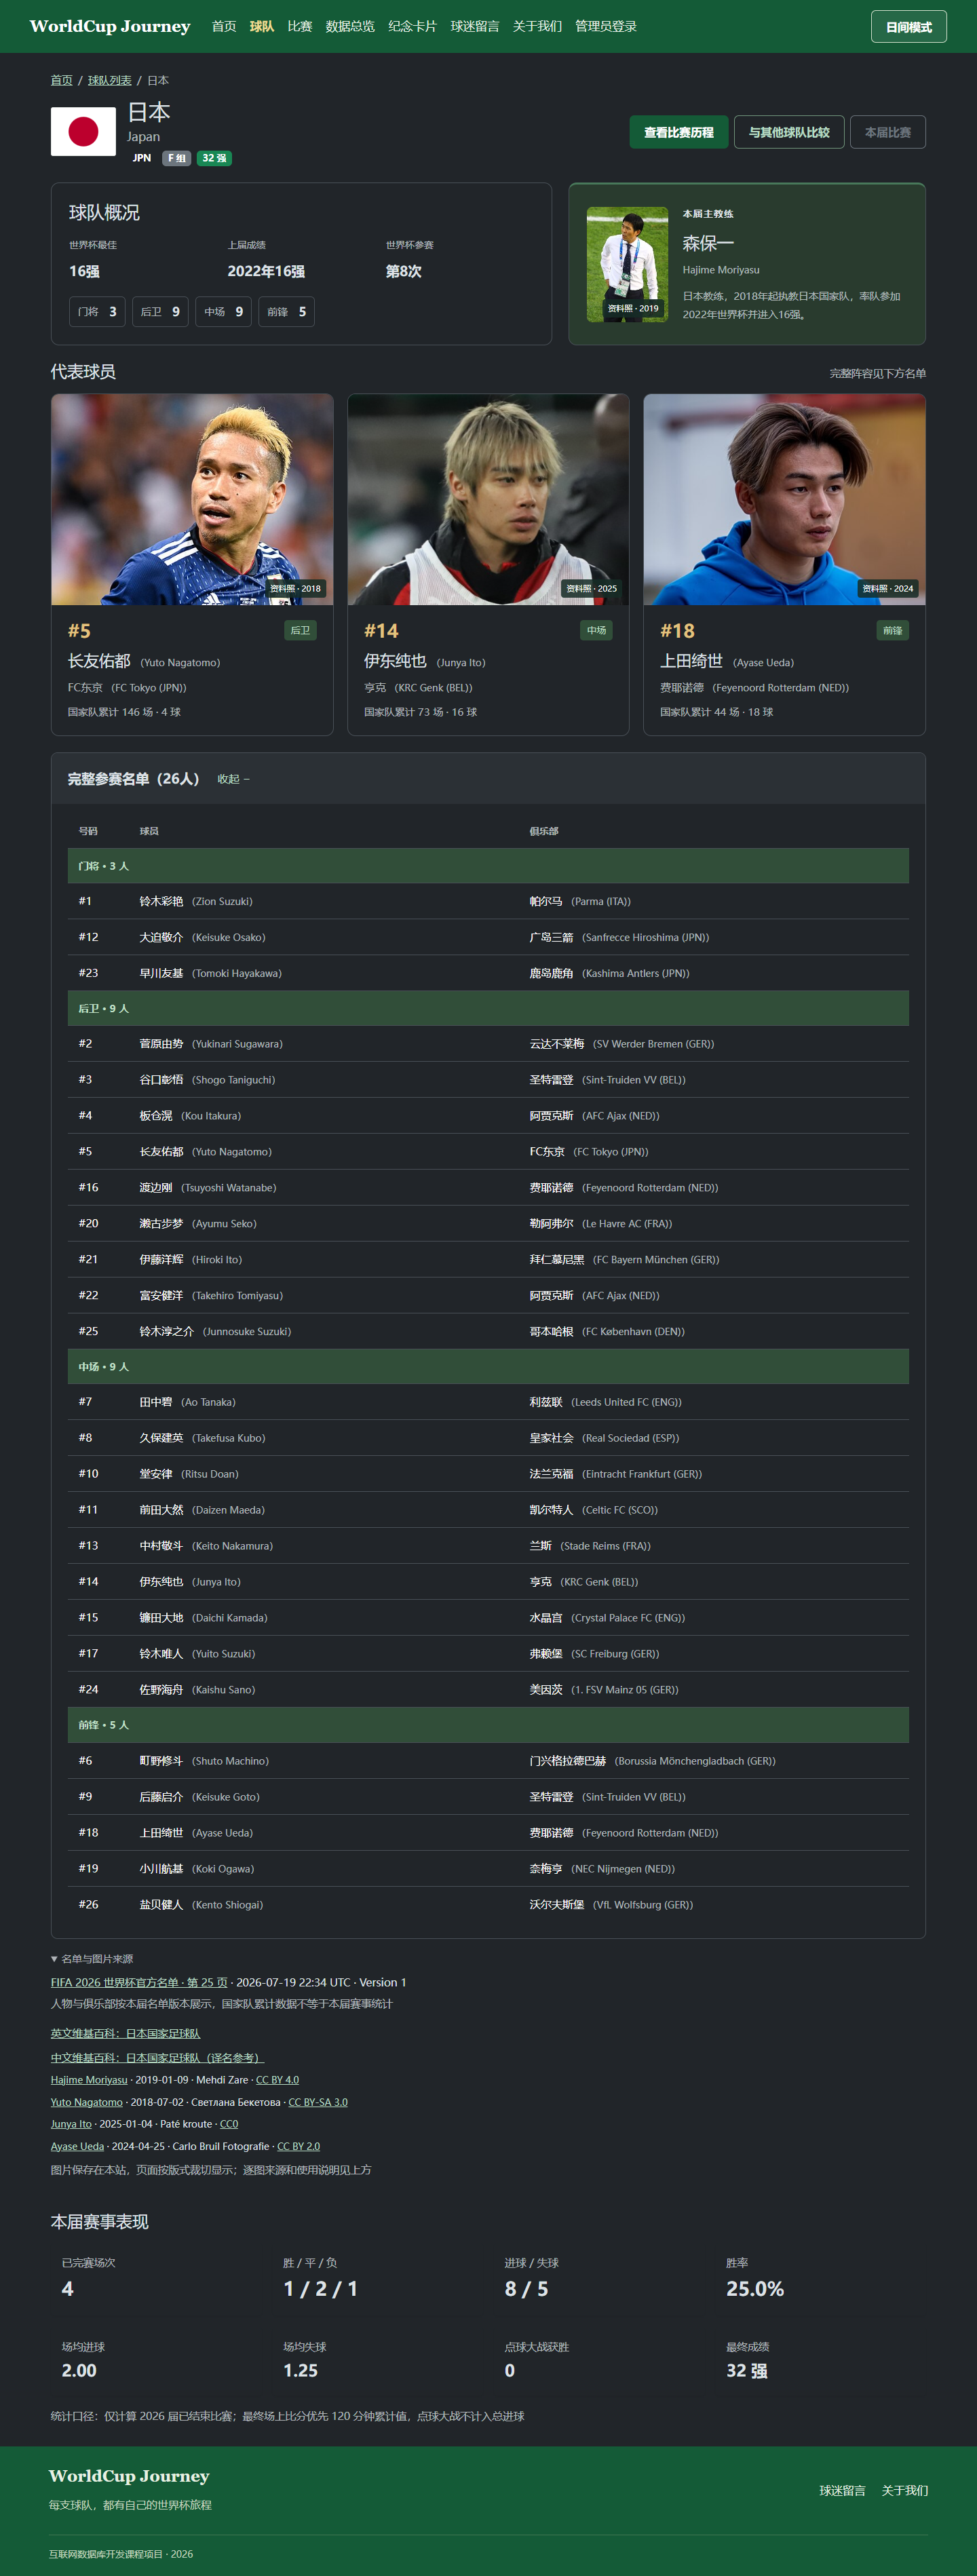 WorldCup Journey 首页 球队 比赛 数据总览 纪念卡片 球迷留言 关于我们 管理员登录 日间模式
首页 / 球队列表 / 日本
日本
Japan
JPN F 组 32 强
查看比赛历程 与其他球队比较 本届比赛
球队概况
世界杯最佳 上届成绩 世界杯参赛
16强 2022年16强 第8次
门将 3 后卫 9 中场 9 前锋 5
本届主教练
森保一
Hajime Moriyasu
日本教练，2018年起执教日本国家队，率队参加
2022年世界杯并进入16强。
资料照 · 2019
代表球员
完整阵容见下方名单
资料照 · 2018
#5 后卫
长友佑都 （Yuto Nagatomo）
FC东京 （FC Tokyo (JPN)）
国家队累计 146 场 · 4 球
资料照 · 2025
#14 中场
伊东纯也 （Junya Ito）
亨克 （KRC Genk (BEL)）
国家队累计 73 场 · 16 球
资料照 · 2024
#18 前锋
上田绮世 （Ayase Ueda）
费耶诺德 （Feyenoord Rotterdam (NED)）
国家队累计 44 场 · 18 球
完整参赛名单（26人） 收起 −
号码 球员 俱乐部
门将 • 3 人
#1 铃木彩艳 （Zion Suzuki） 帕尔马 （Parma (ITA)）
#12 大迫敬介 （Keisuke Osako） 广岛三箭 （Sanfrecce Hiroshima (JPN)）
#23 早川友基 （Tomoki Hayakawa） 鹿岛鹿角 （Kashima Antlers (JPN)）
后卫 • 9 人
#2 菅原由势 （Yukinari Sugawara） 云达不莱梅 （SV Werder Bremen (GER)）
#3 谷口彰悟 （Shogo Taniguchi） 圣特雷登 （Sint-Truiden VV (BEL)）
#4 板仓滉 （Kou Itakura） 阿贾克斯 （AFC Ajax (NED)）
#5 长友佑都 （Yuto Nagatomo） FC东京 （FC Tokyo (JPN)）
#16 渡边刚 （Tsuyoshi Watanabe） 费耶诺德 （Feyenoord Rotterdam (NED)）
#20 濑古步梦 （Ayumu Seko） 勒阿弗尔 （Le Havre AC (FRA)）
#21 伊藤洋辉 （Hiroki Ito） 拜仁慕尼黑 （FC Bayern München (GER)）
#22 富安健洋 （Takehiro Tomiyasu） 阿贾克斯 （AFC Ajax (NED)）
#25 铃木淳之介 （Junnosuke Suzuki） 哥本哈根 （FC København (DEN)）
中场 • 9 人
#7 田中碧 （Ao Tanaka） 利兹联 （Leeds United FC (ENG)）
#8 久保建英 （Takefusa Kubo） 皇家社会 （Real Sociedad (ESP)）
#10 堂安律 （Ritsu Doan） 法兰克福 （Eintracht Frankfurt (GER)）
#11 前田大然 （Daizen Maeda） 凯尔特人 （Celtic FC (SCO)）
#13 中村敬斗 （Keito Nakamura） 兰斯 （Stade Reims (FRA)）
#14 伊东纯也 （Junya Ito） 亨克 （KRC Genk (BEL)）
#15 镰田大地 （Daichi Kamada） 水晶宫 （Crystal Palace FC (ENG)）
#17 铃木唯人 （Yuito Suzuki） 弗赖堡 （SC Freiburg (GER)）
#24 佐野海舟 （Kaishu Sano） 美因茨 （1. FSV Mainz 05 (GER)）
前锋 • 5 人
#6 町野修斗 （Shuto Machino） 门兴格拉德巴赫 （Borussia Mönchengladbach (GER)）
#9 后藤启介 （Keisuke Goto） 圣特雷登 （Sint-Truiden VV (BEL)）
#18 上田绮世 （Ayase Ueda） 费耶诺德 （Feyenoord Rotterdam (NED)）
#19 小川航基 （Koki Ogawa） 奈梅亨 （NEC Nijmegen (NED)）
#26 盐贝健人 （Kento Shiogai） 沃尔夫斯堡 （VfL Wolfsburg (GER)）
▼ 名单与图片来源
FIFA 2026 世界杯官方名单 · 第 25 页 · 2026-07-19 22:34 UTC · Version 1
人物与俱乐部按本届名单版本展示，国家队累计数据不等于本届赛事统计
英文维基百科：日本国家足球队
中文维基百科：日本国家足球队（译名参考）
Hajime Moriyasu · 2019-01-09 · Mehdi Zare · CC BY 4.0
Yuto Nagatomo · 2018-07-02 · Светлана Бекетова · CC BY-SA 3.0
Junya Ito · 2025-01-04 · Paté kroute · CC0
Ayase Ueda · 2024-04-25 · Carlo Bruil Fotografie · CC BY 2.0
图片保存在本站，页面按版式裁切显示；逐图来源和使用说明见上方
本届赛事表现
已完赛场次 胜 / 平 / 负 进球 / 失球 胜率
4 1 / 2 / 1 8 / 5 25.0%
场均进球 场均失球 点球大战获胜 最终成绩
2.00 1.25 0 32 强
统计口径：仅计算 2026 届已结束比赛；最终场上比分优先 120 分钟累计值，点球大战不计入总进球
WorldCup Journey
每支球队，都有自己的世界杯旅程
球迷留言 关于我们
互联网数据库开发课程项目 · 2026